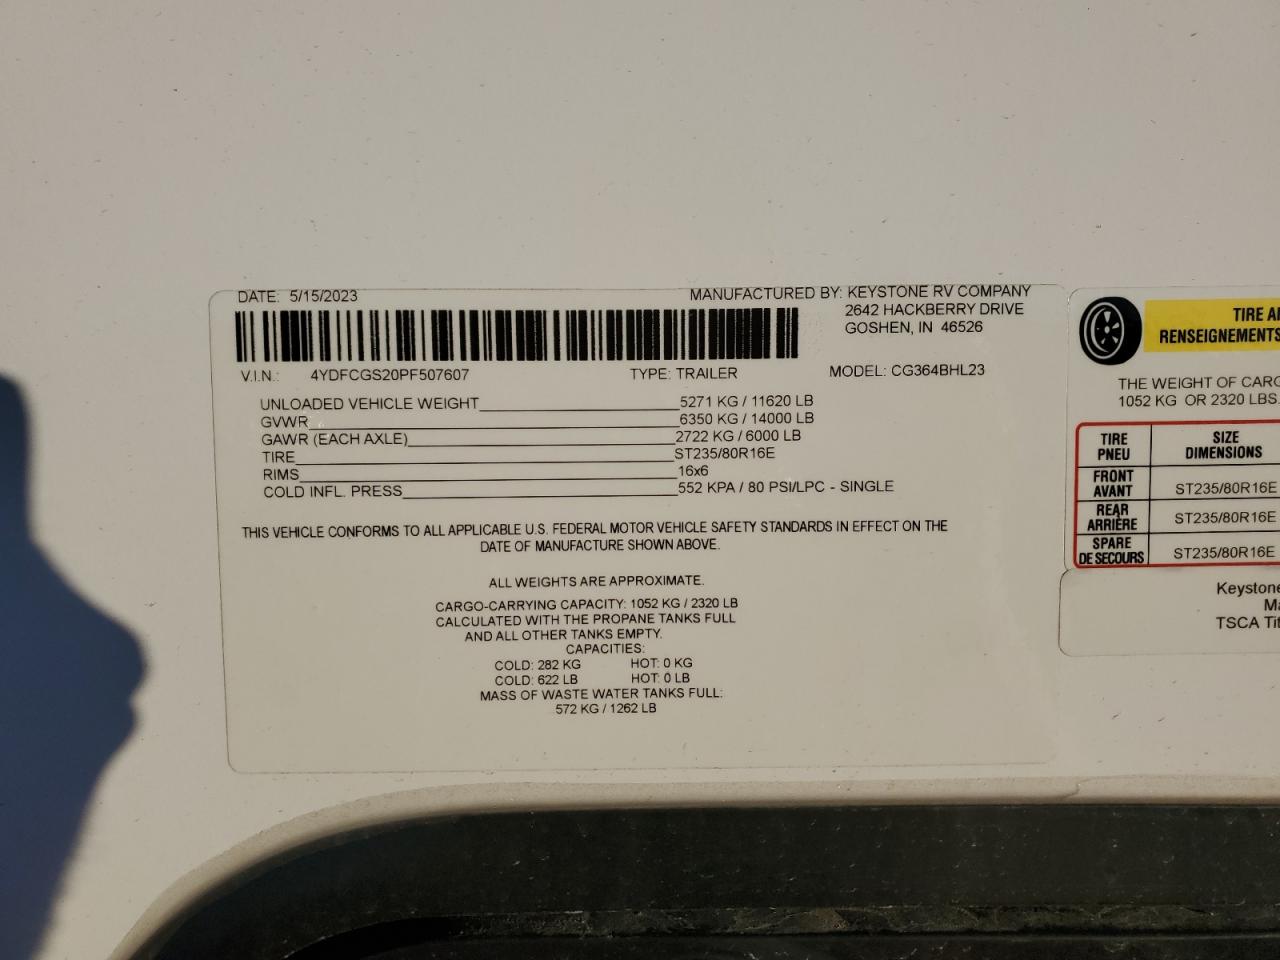 DATE: 5/15/2023
MANUFACTURED BY: KEYSTONE RV COMPANY
2642 HACKBERRY DRIVE
GOSHEN, IN 46526
V.I.N.: 4YDFCGS20PF507607 TYPE: TRAILER MODEL: CG364BHL23
UNLOADED VEHICLE WEIGHT 5271 KG / 11620 LB
GVWR 6350 KG / 14000 LB
GAWR (EACH AXLE) 2722 KG / 6000 LB
TIRE ST235/80R16E
RIMS 16x6
COLD INFL. PRESS 552 KPA / 80 PSI/LPC - SINGLE
THIS VEHICLE CONFORMS TO ALL APPLICABLE U.S. FEDERAL MOTOR VEHICLE SAFETY STANDARDS IN EFFECT ON THE
DATE OF MANUFACTURE SHOWN ABOVE.
ALL WEIGHTS ARE APPROXIMATE.
CARGO-CARRYING CAPACITY: 1052 KG / 2320 LB
CALCULATED WITH THE PROPANE TANKS FULL
AND ALL OTHER TANKS EMPTY.
CAPACITIES:
COLD: 282 KG HOT: 0 KG
COLD: 622 LB HOT: 0 LB
MASS OF WASTE WATER TANKS FULL:
572 KG / 1262 LB
TIRE
RENSEIGNEMENTS
THE WEIGHT OF
1052 KG OR 2320 LBS.
TIRE SIZE
PNEU DIMENSIONS
FRONT
AVANT ST235/80R16E
REAR
ARRIÈRE ST235/80R16E
SPARE
DE SECOURS ST235/80R16E
Keystone
TSCA